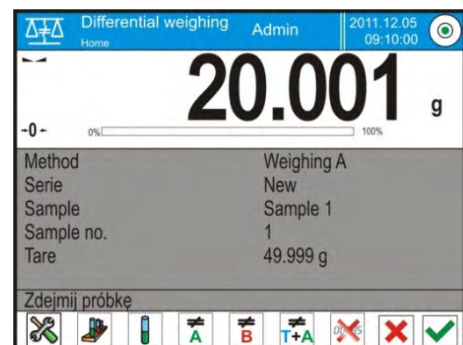 Differential weighing Admin 2011.12.05
Home 09:10:00
20.001 g
-0- 0% 100%
Method Weighing A
Serie New
Sample Sample 1
Sample no. 1
Tare 49.999 g
Zdejmij próbkę
A B T+A